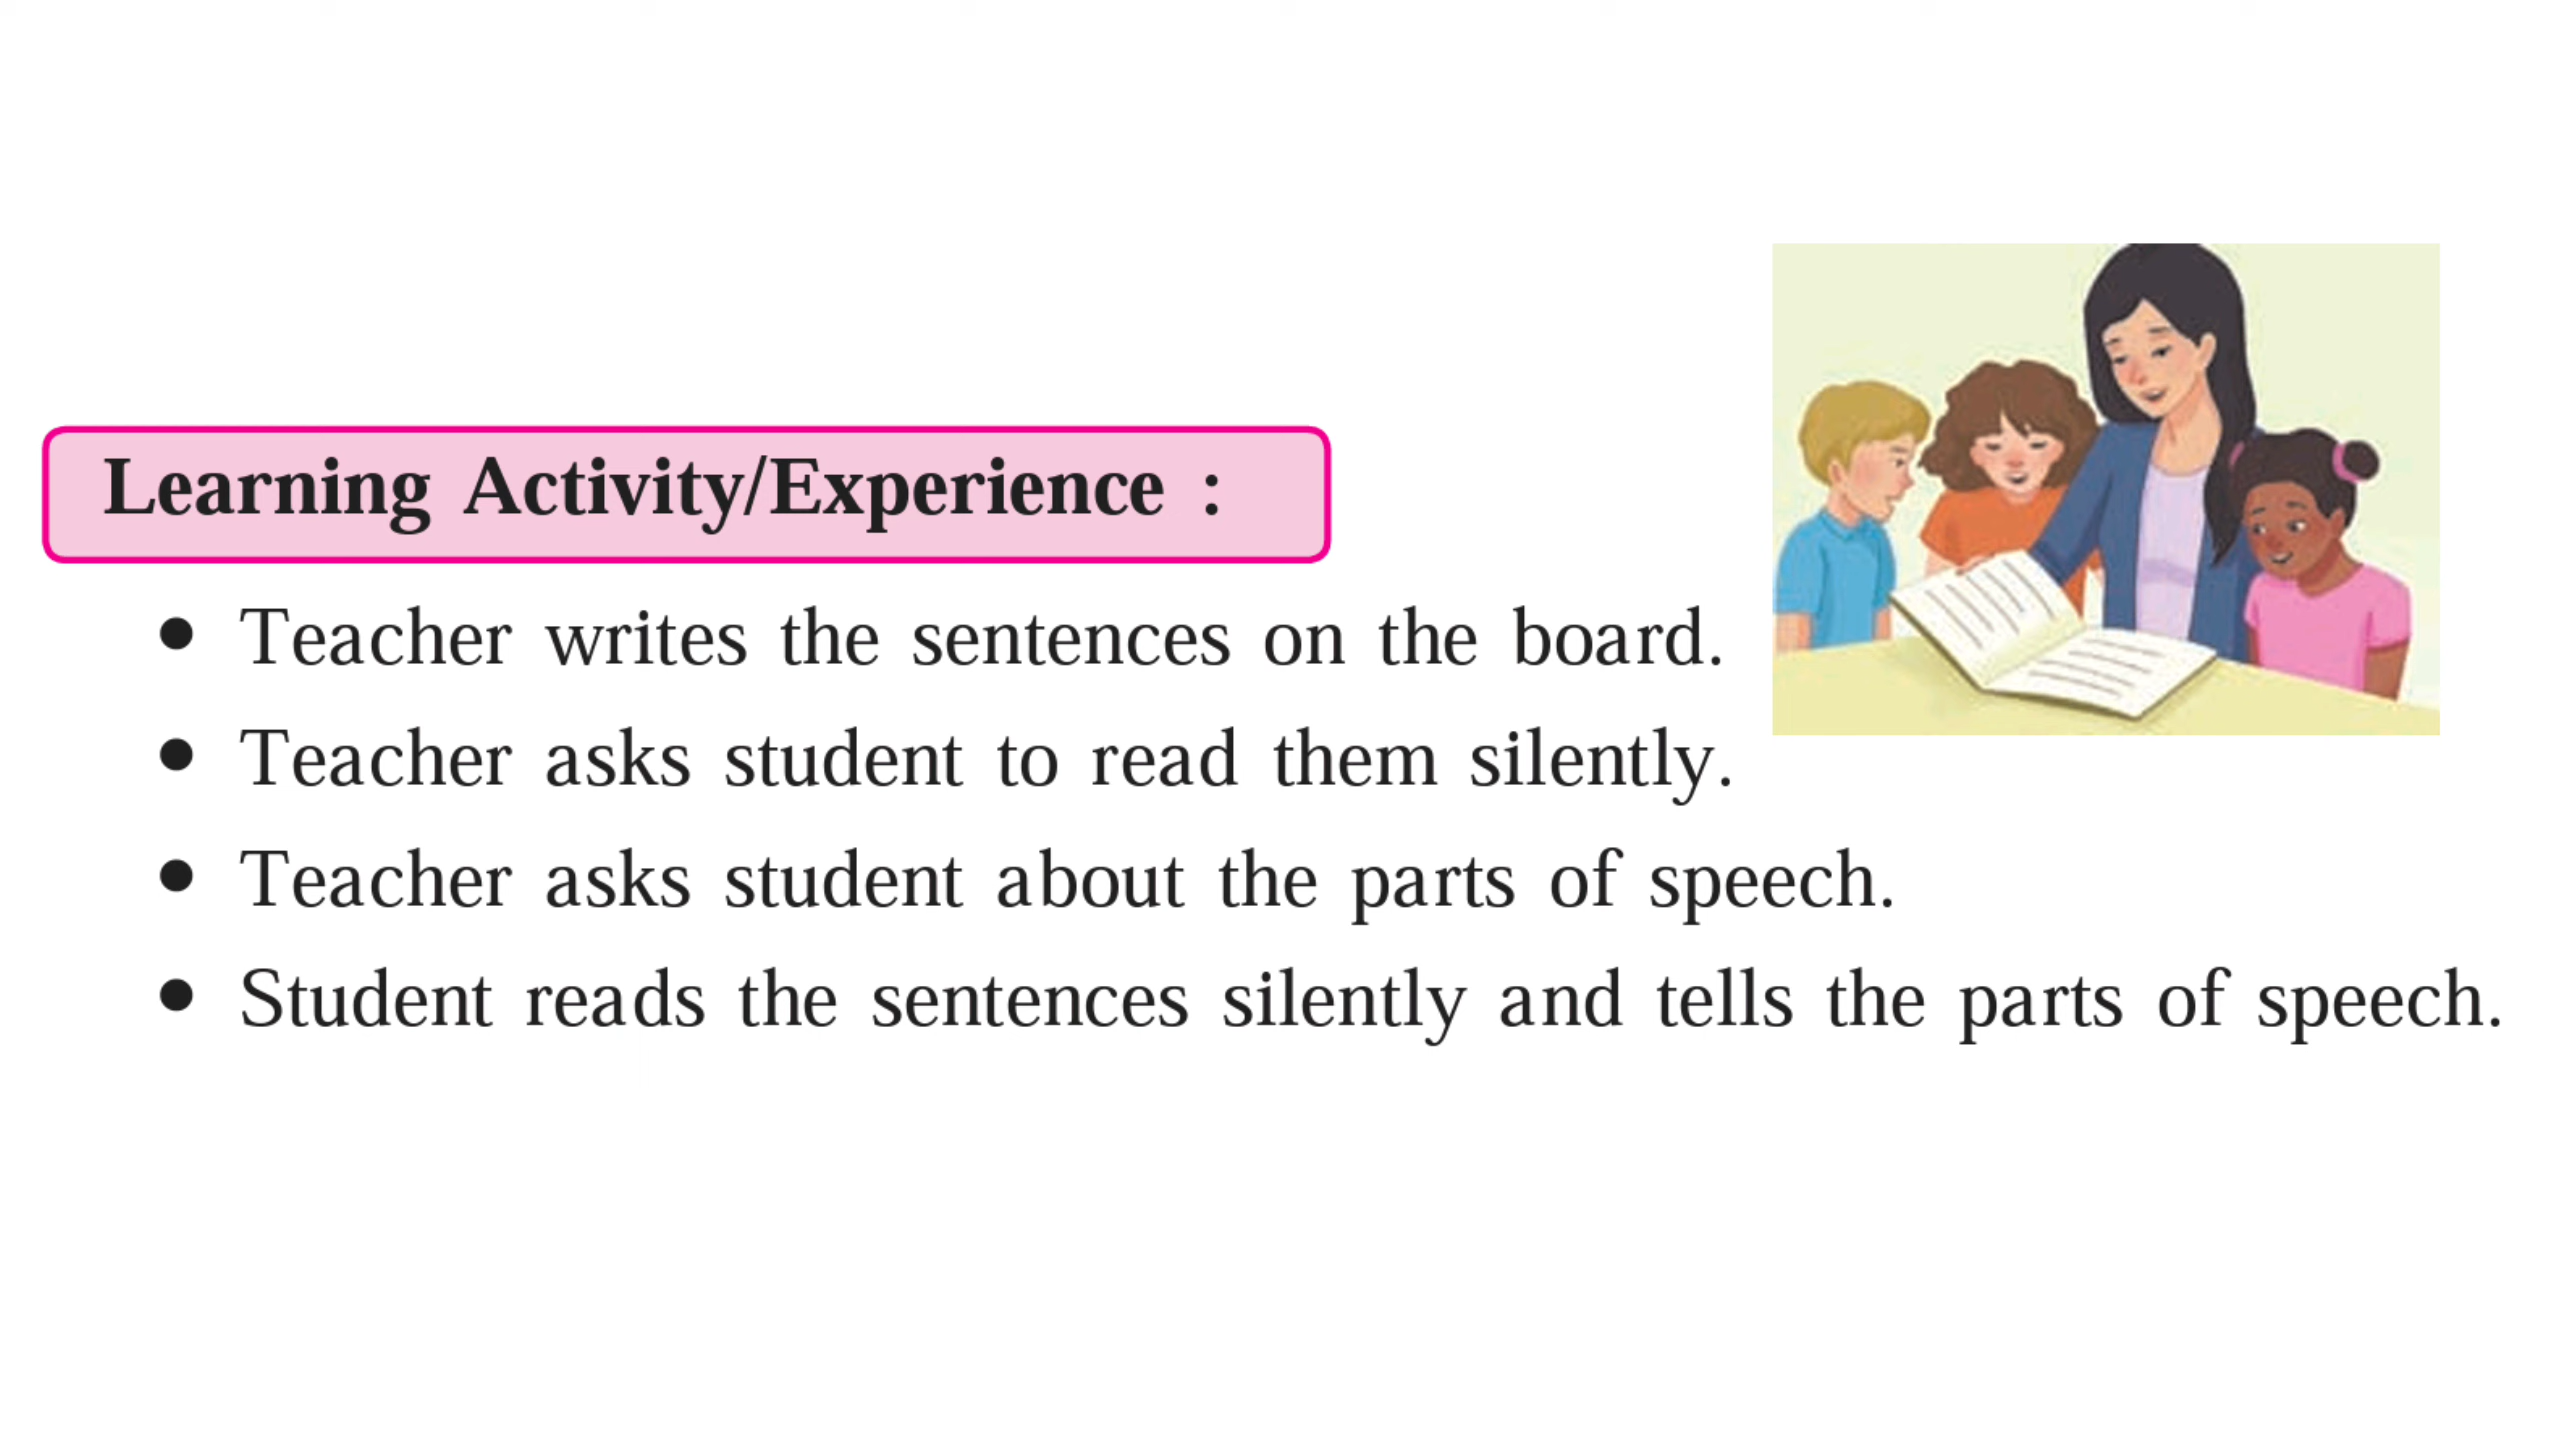 Learning Activity/Experience :
• Teacher writes the sentences on the board.
• Teacher asks student to read them silently.
• Teacher asks student about the parts of speech.
• Student reads the sentences silently and tells the parts of speech.